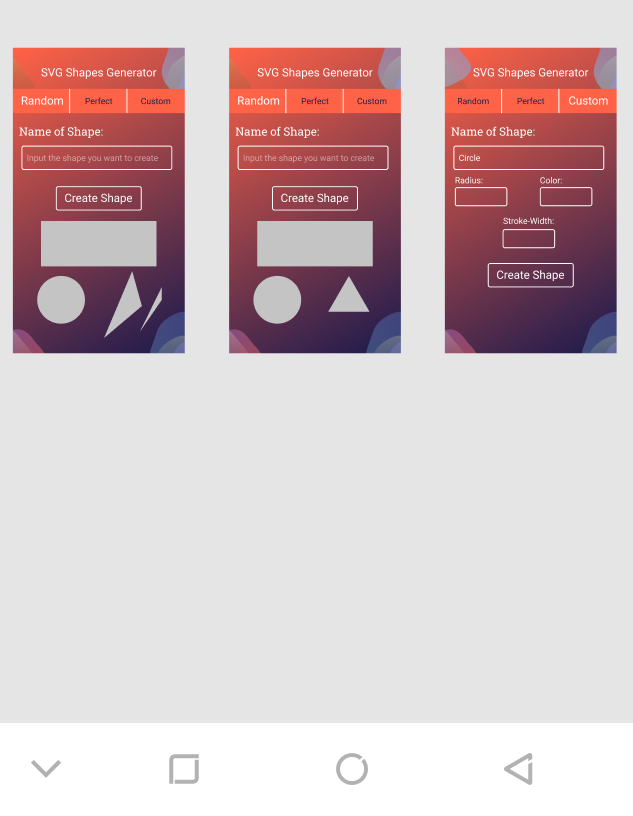 SVG Shapes Generator
Random Perfect Custom
Name of Shape:
Input the shape you want to create
Create Shape
SVG Shapes Generator
Random Perfect Custom
Name of Shape:
Input the shape you want to create
Create Shape
SVG Shapes Generator
Random Perfect Custom
Name of Shape:
Circle
Radius: Color:
Stroke-Width:
Create Shape